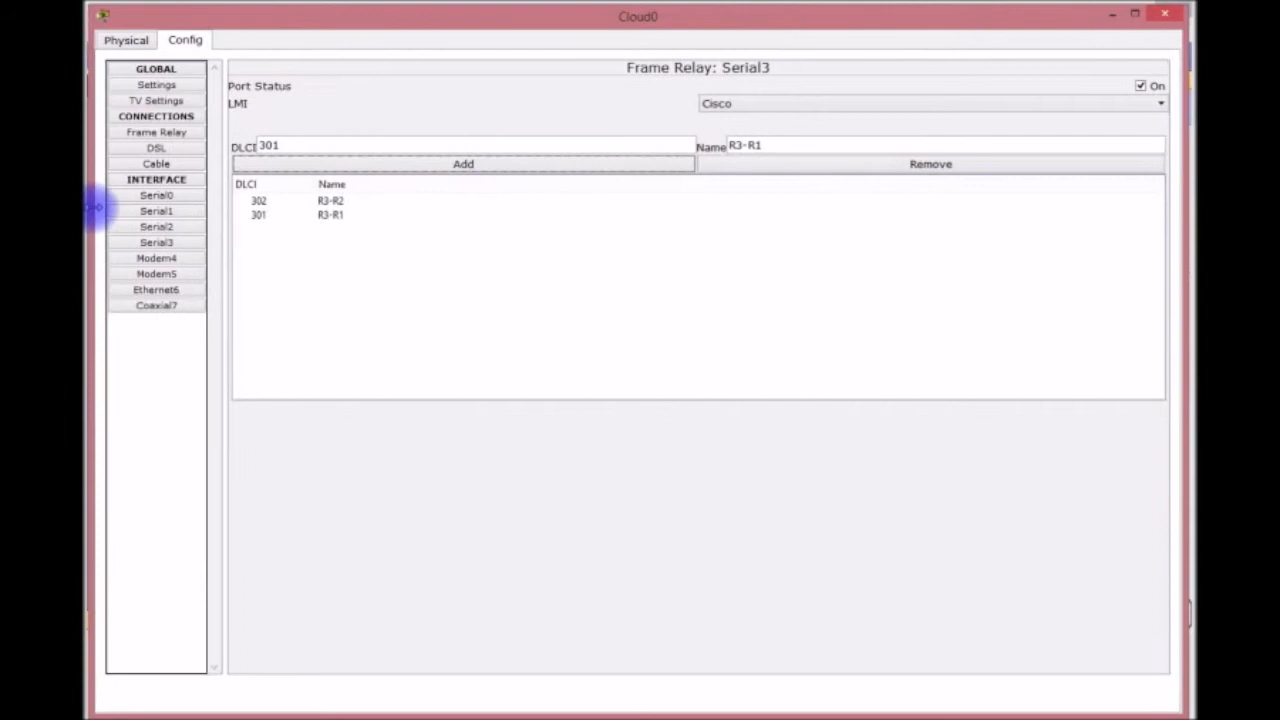 Cloud0
Physical Config
GLOBAL
Settings
TV Settings
CONNECTIONS
Frame Relay
DSL
Cable
INTERFACE
Serial0
Serial1
Serial2
Serial3
Modem4
Modem5
Ethernet6
Coaxial7
Frame Relay: Serial3
Port Status On
LMI Cisco
DLCI 301 Name R3-R1
Add Remove
DLCI Name
302 R3-R2
301 R3-R1